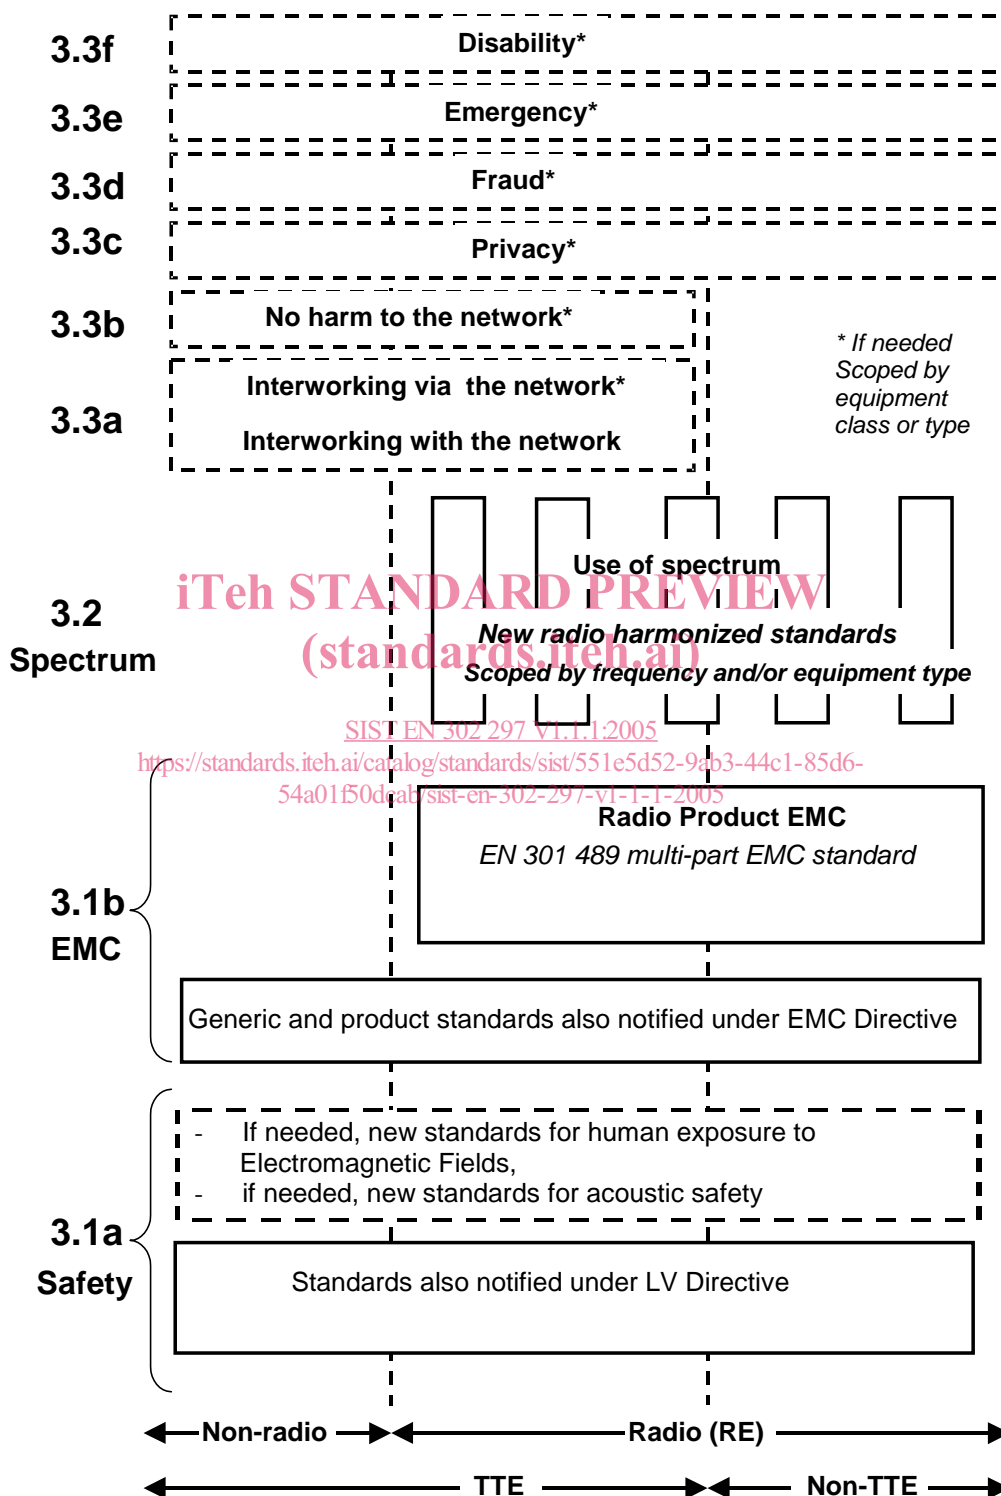 3.3f
Disability*
3.3e
Emergency*
3.3d
Fraud*
3.3c
Privacy*
3.3b
No harm to the network*
* If needed
Scoped by
equipment
class or type
3.3a
Interworking via the network*
Interworking with the network
Use of spectrum
iTeh STANDARD PREVIEW
3.2
Spectrum
New radio harmonized standards
(standards.iteh.ai)
Scoped by frequency and/or equipment type
SIST EN 302 297 V1.1.1:2005
https://standards.iteh.ai/catalog/standards/sist/551e5d52-9ab3-44c1-85d6-
54a01f50dcab/sist-en-302-297-v1-1-1-2005
Radio Product EMC
EN 301 489 multi-part EMC standard
3.1b
EMC
Generic and product standards also notified under EMC Directive
- If needed, new standards for human exposure to
Electromagnetic Fields,
- if needed, new standards for acoustic safety
3.1a
Safety
Standards also notified under LV Directive
Non-radio
Radio (RE)
TTE
Non-TTE